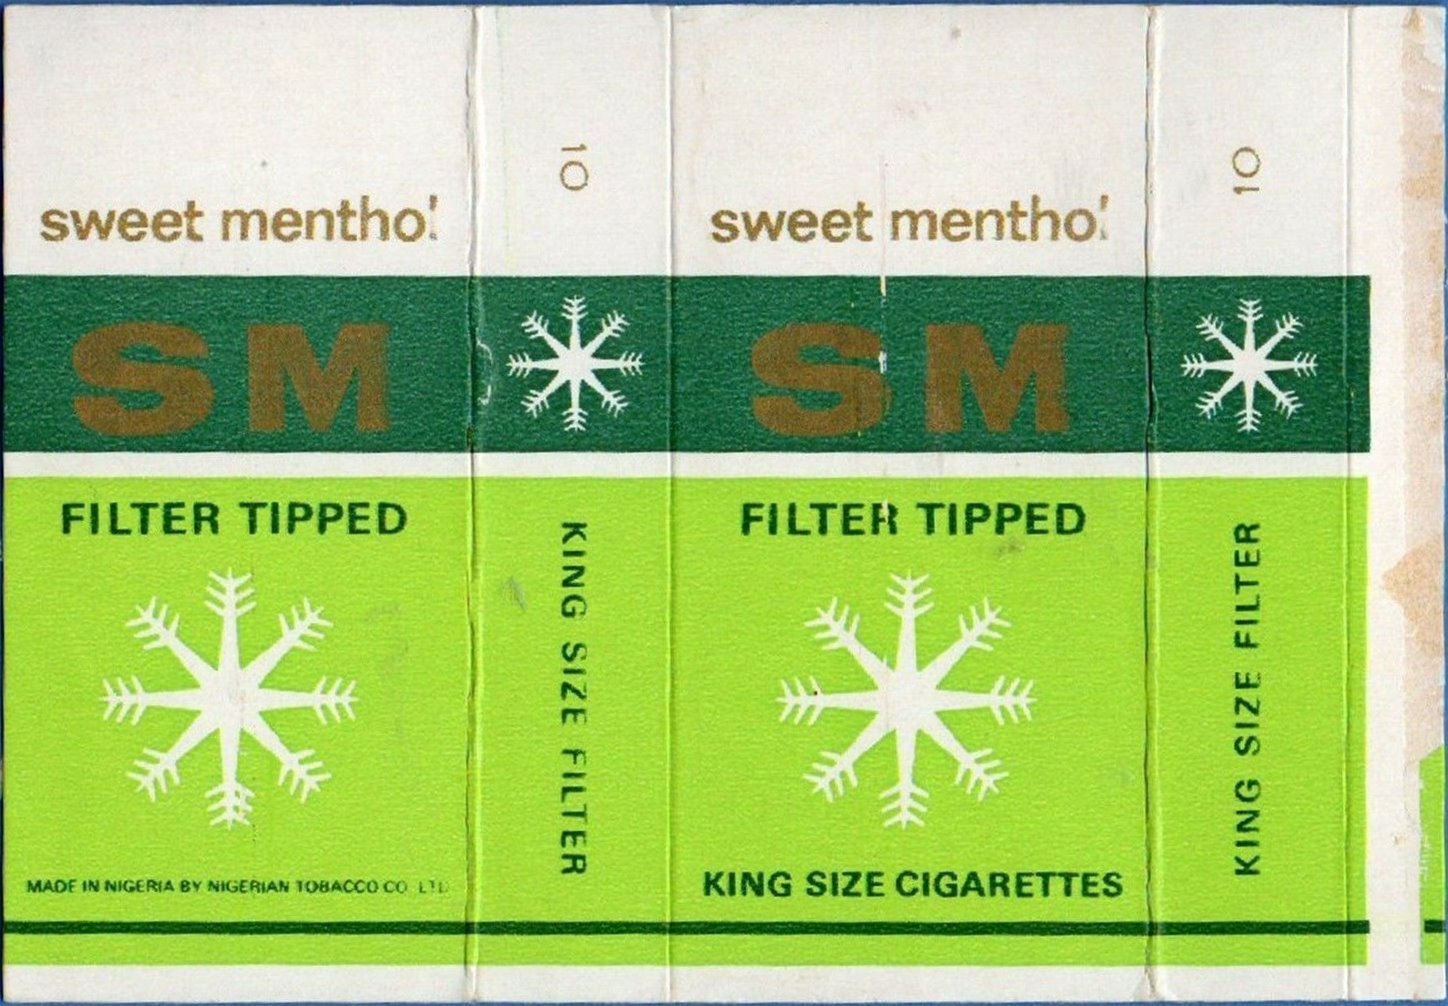 sweet menthol
SM
FILTER TIPPED
MADE IN NIGERIA BY NIGERIAN TOBACCO CO. LTD.
10
KING SIZE FILTER
sweet menthol
SM
FILTER TIPPED
KING SIZE CIGARETTES
10
KING SIZE FILTER